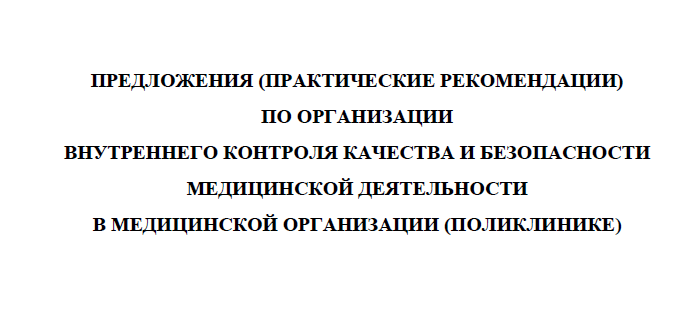 ПРЕДЛОЖЕНИЯ (ПРАКТИЧЕСКИЕ РЕКОМЕНДАЦИИ)
ПО ОРГАНИЗАЦИИ
ВНУТРЕННЕГО КОНТРОЛЯ КАЧЕСТВА И БЕЗОПАСНОСТИ
МЕДИЦИНСКОЙ ДЕЯТЕЛЬНОСТИ
В МЕДИЦИНСКОЙ ОРГАНИЗАЦИИ (ПОЛИКЛИНИКЕ)